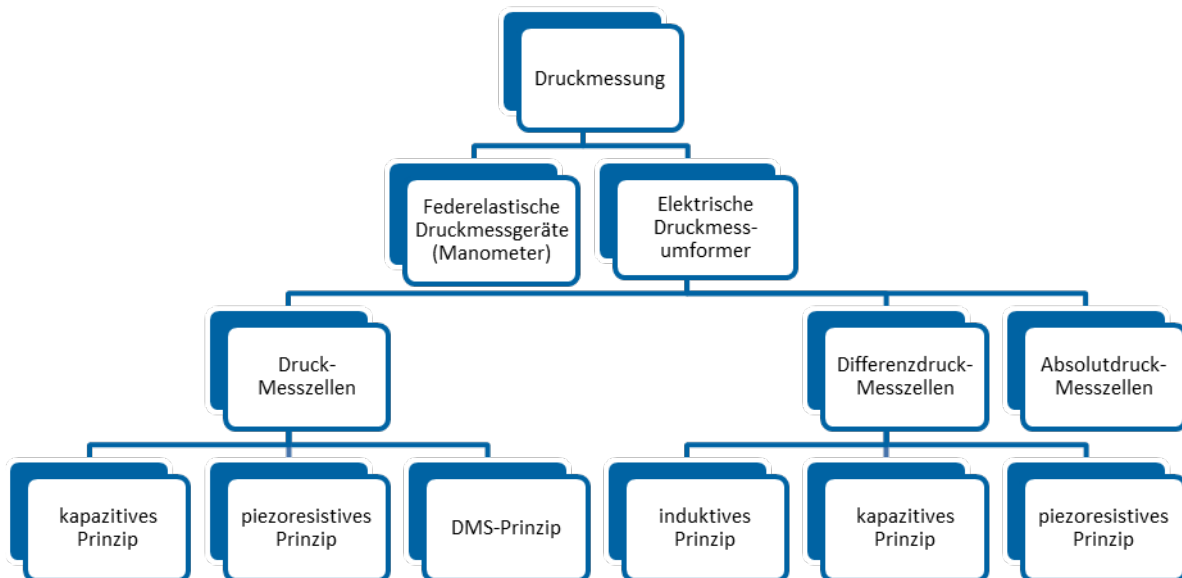 Druckmessung
Federelastische
Druckmessgeräte
(Manometer)
Elektrische
Druckmess-
umformer
Druck-
Messzellen
Differenzdruck-
Messzellen
Absolutdruck-
Messzellen
kapazitives
Prinzip
piezoresistives
Prinzip
DMS-Prinzip
induktives
Prinzip
kapazitives
Prinzip
piezoresistives
Prinzip